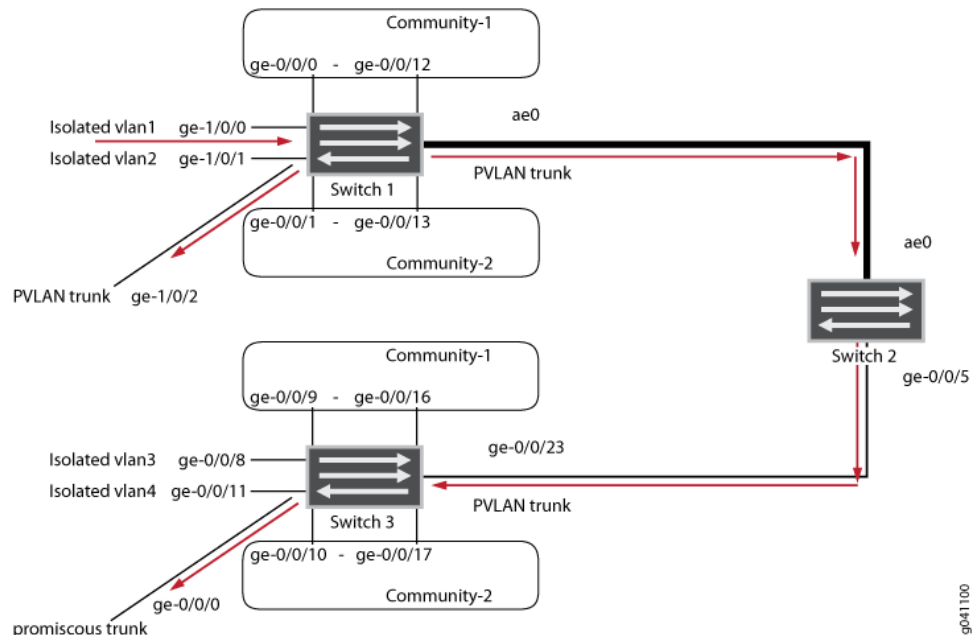 Community-1
ge-0/0/0 - ge-0/0/12
ae0
Isolated vlan1 ge-1/0/0
Isolated vlan2 ge-1/0/1
PVLAN trunk
Switch 1
ge-0/0/1 - ge-0/0/13
ae0
Community-2
PVLAN trunk ge-1/0/2
Community-1
Switch 2
ge-0/0/5
ge-0/0/9 - ge-0/0/16
ge-0/0/23
Isolated vlan3 ge-0/0/8
Isolated vlan4 ge-0/0/11
PVLAN trunk
Switch 3
ge-0/0/10 - ge-0/0/17
Community-2
ge-0/0/0
promiscous trunk
g041100